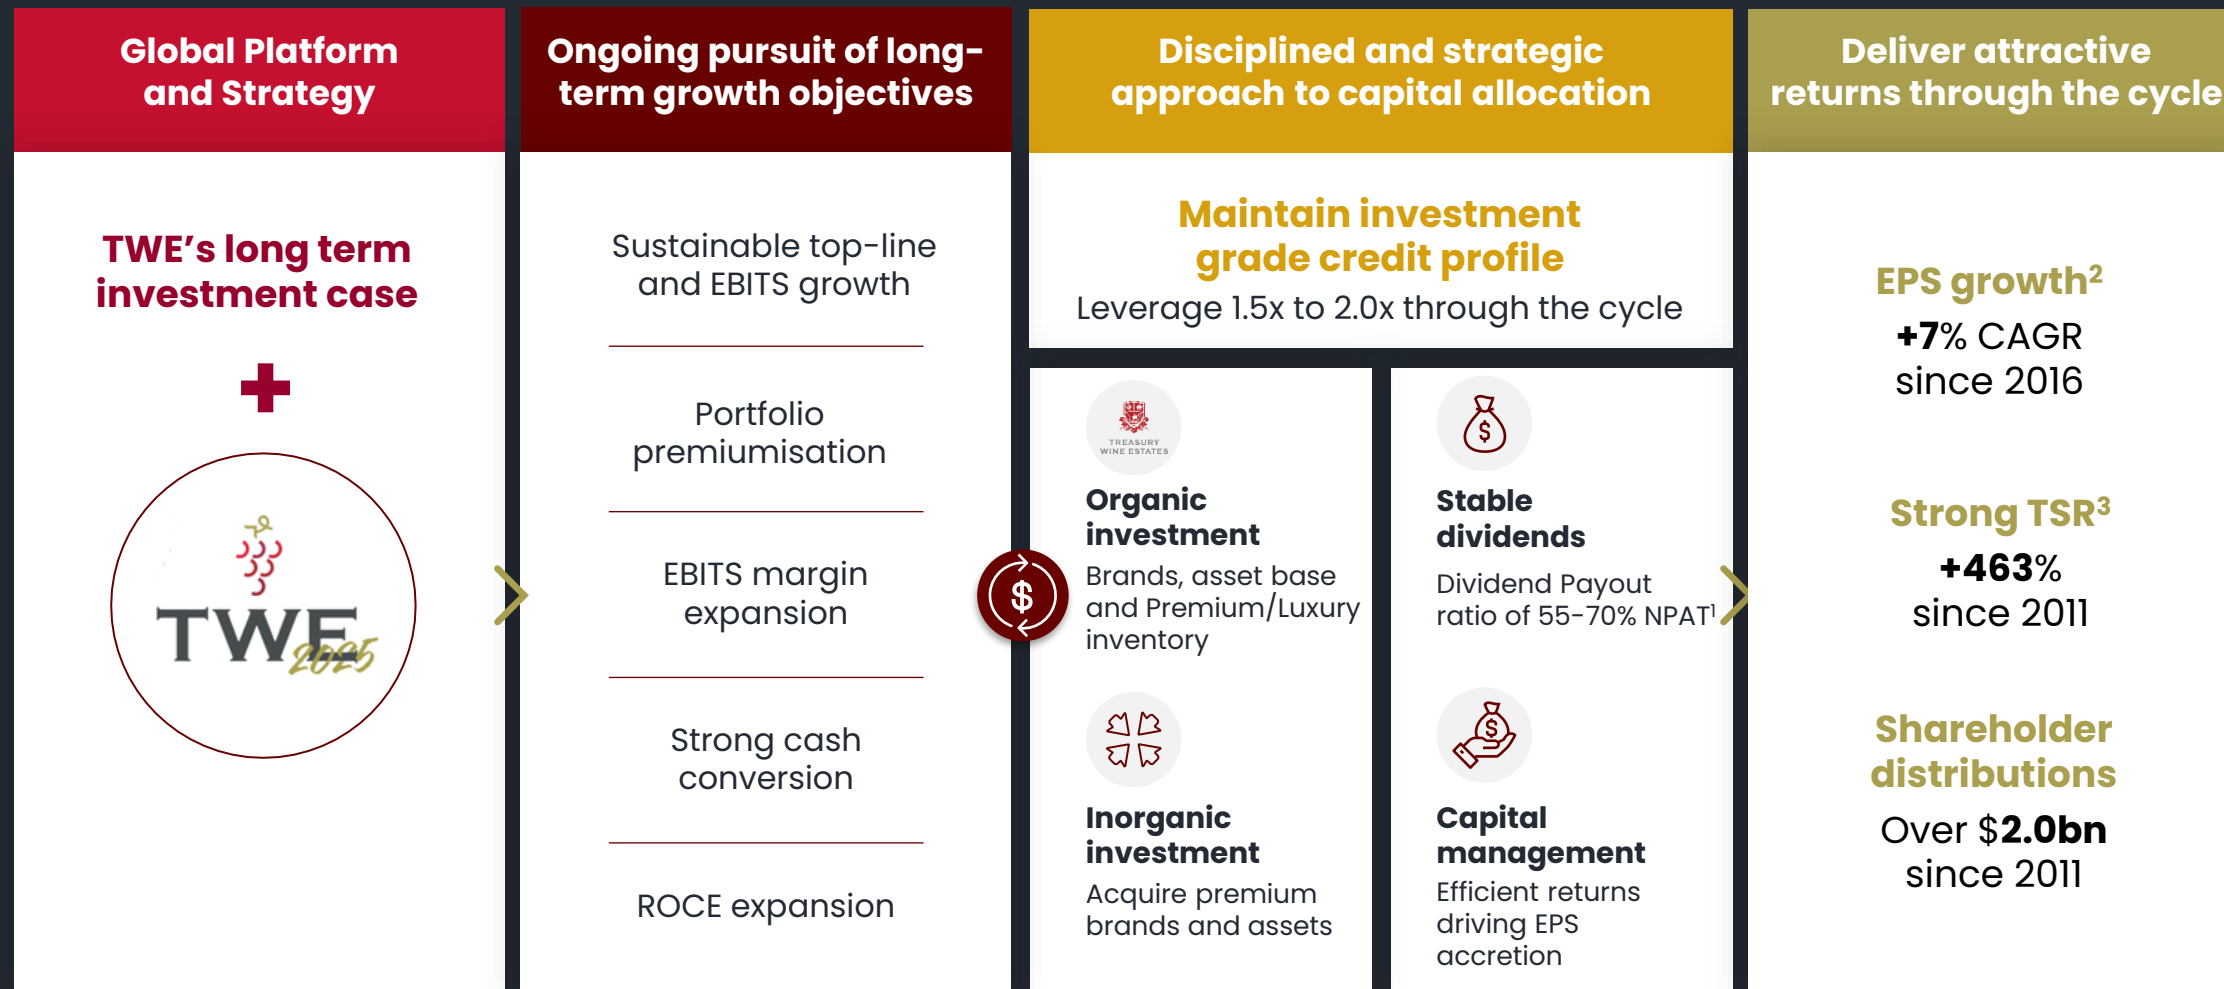 Global Platform
and Strategy
TWE's long term
investment case
TWE
2025
Ongoing pursuit of long-
term growth objectives
Sustainable top-line
and EBITS growth
Portfolio
premiumisation
EBITS margin
expansion
Strong cash
conversion
ROCE expansion
$
Disciplined and strategic
approach to capital allocation
Maintain investment
grade credit profile
Leverage 1.5x to 2.0x through the cycle
TREASURY
WINE ESTATES
Organic
investment
Brands, asset base
and Premium/Luxury
inventory
Inorganic
investment
Acquire premium
brands and assets
$
Stable
dividends
Dividend Payout
ratio of 55-70% NPAT¹
$
Capital
management
Efficient returns
driving EPS
accretion
Deliver attractive
returns through the cycle
EPS growth²
+7% CAGR
since 2016
Strong TSR³
+463%
since 2011
Shareholder
distributions
Over $2.0bn
since 2011